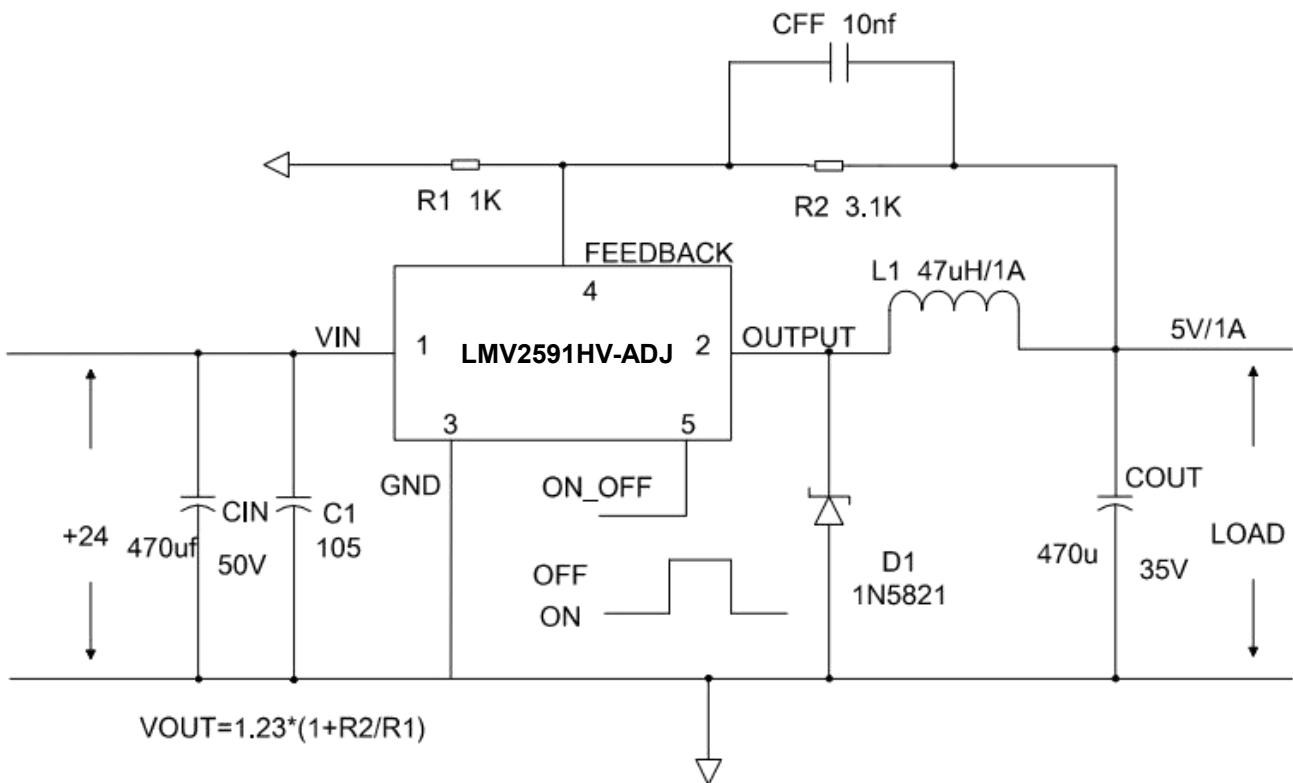 CFF 10nf
R1 1K
R2 3.1K
FEEDBACK
4
L1 47uH/1A
VIN
1
LMV2591HV-ADJ
2
OUTPUT
5V/1A
3
5
GND
ON_OFF
+24
470uf
CIN
50V
C1
105
OFF
ON
D1
1N5821
COUT
470u
35V
LOAD
VOUT=1.23*(1+R2/R1)